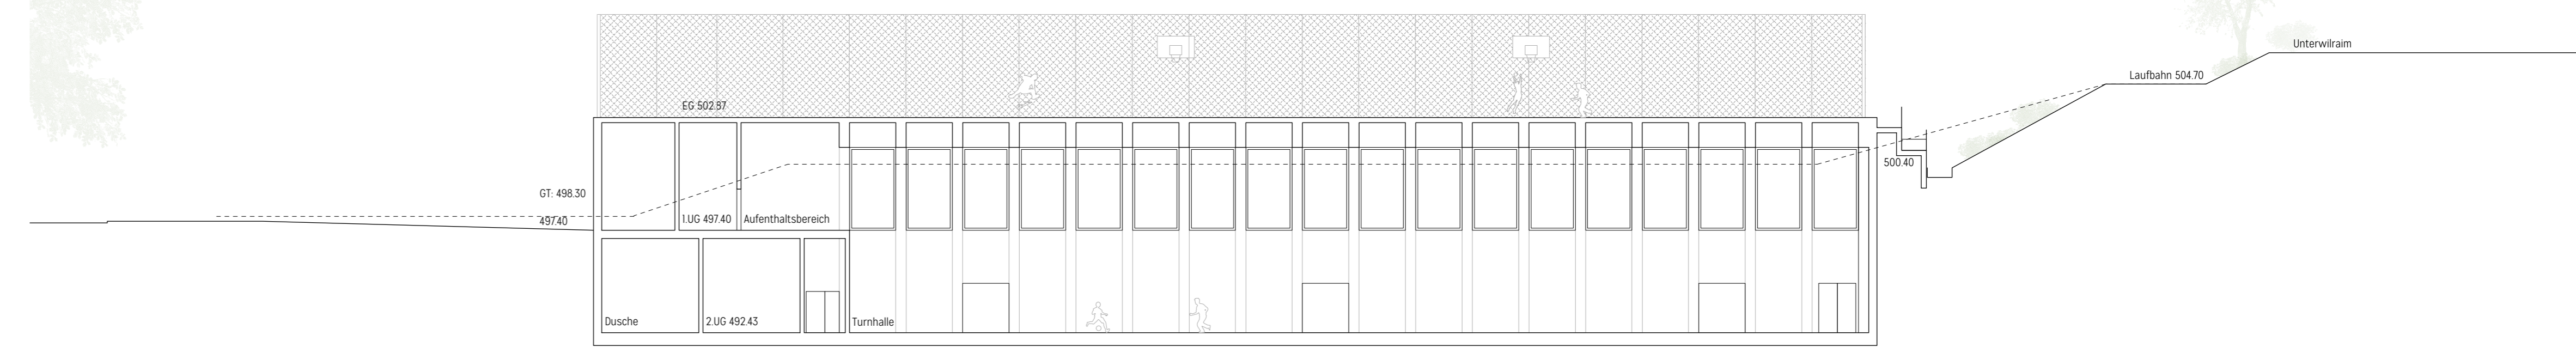 Unterwilraim
Laufbahn 504.70
EG 502.87
500.40
GT: 498.30
497.40
1.UG 497.40
Aufenthaltsbereich
Dusche
2.UG 492.43
Turnhalle